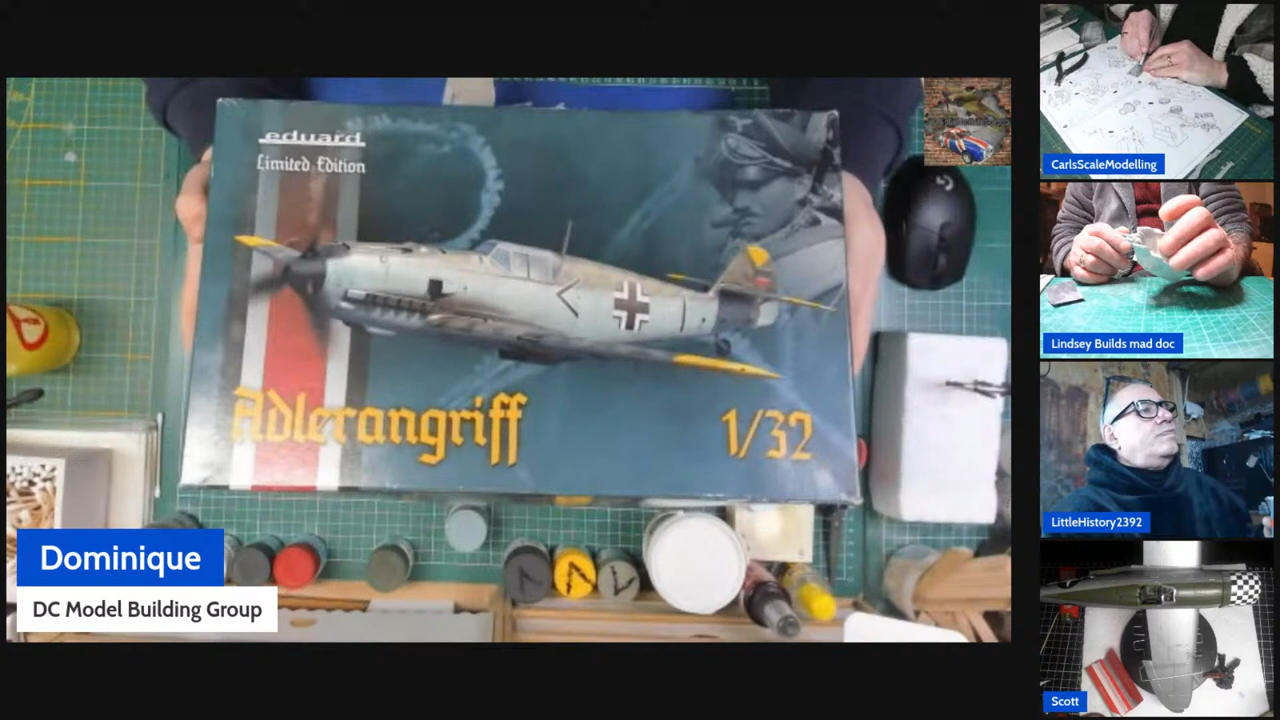 eduard
Limited Edition
Adlerangriff
1/32
Dominique
DC Model Building Group
CarlsScaleModelling
Lindsey Builds mad doc
LittleHistory2392
Scott